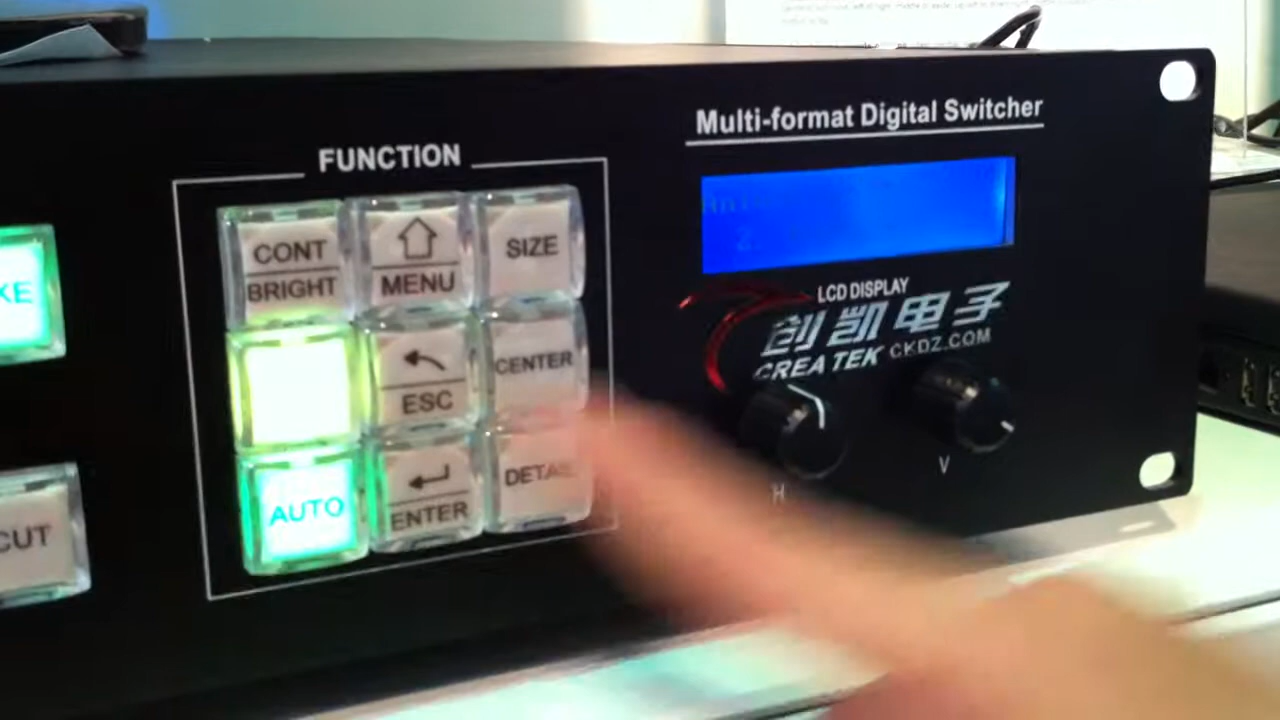 Multi-format Digital Switcher
FUNCTION
CONT
BRIGHT
MENU
SIZE
ESC
CENTER
AUTO
ENTER
CUT
LCD DISPLAY
创凯电子
CREATEK CKDZ.COM
H
V